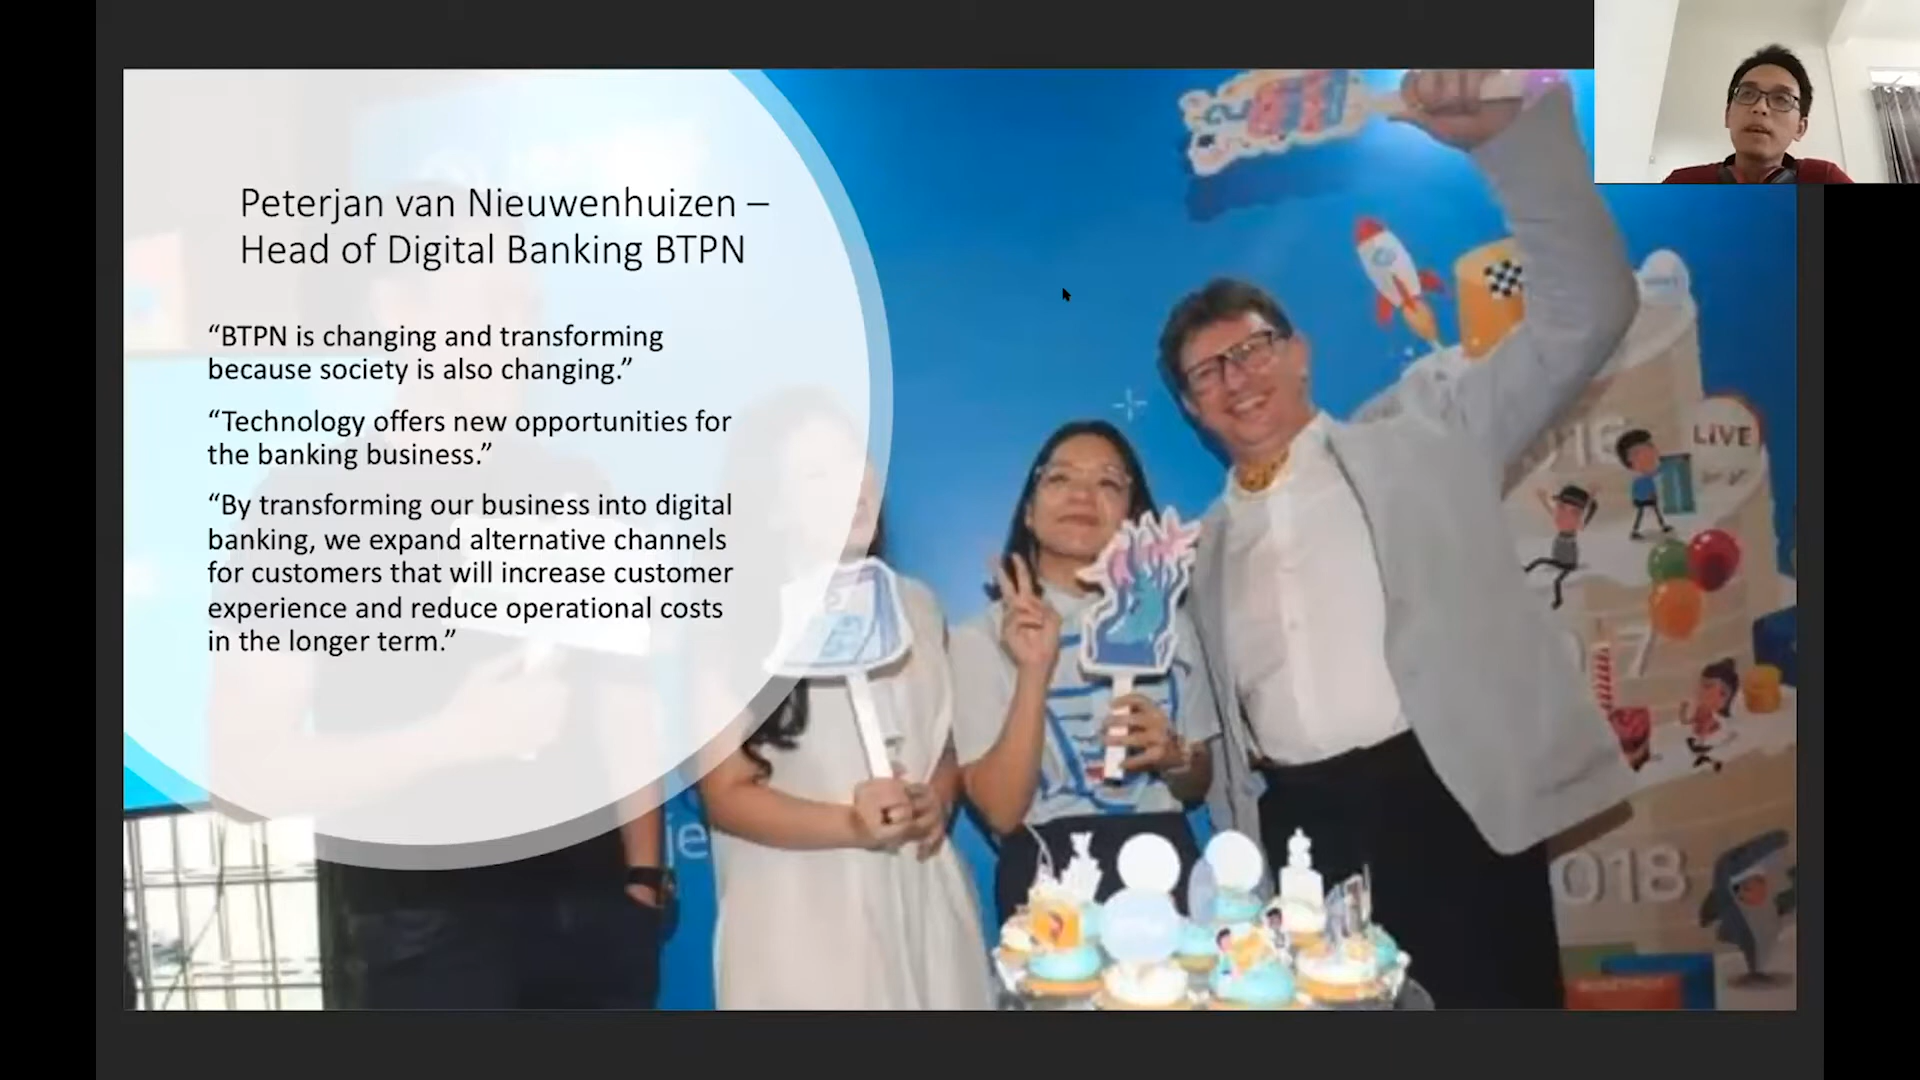 Peterjan van Nieuwenhuizen –
Head of Digital Banking BTPN
“BTPN is changing and transforming
because society is also changing.”
“Technology offers new opportunities for
the banking business.”
“By transforming our business into digital
banking, we expand alternative channels
for customers that will increase customer
experience and reduce operational costs
in the longer term.”
LIVE
018